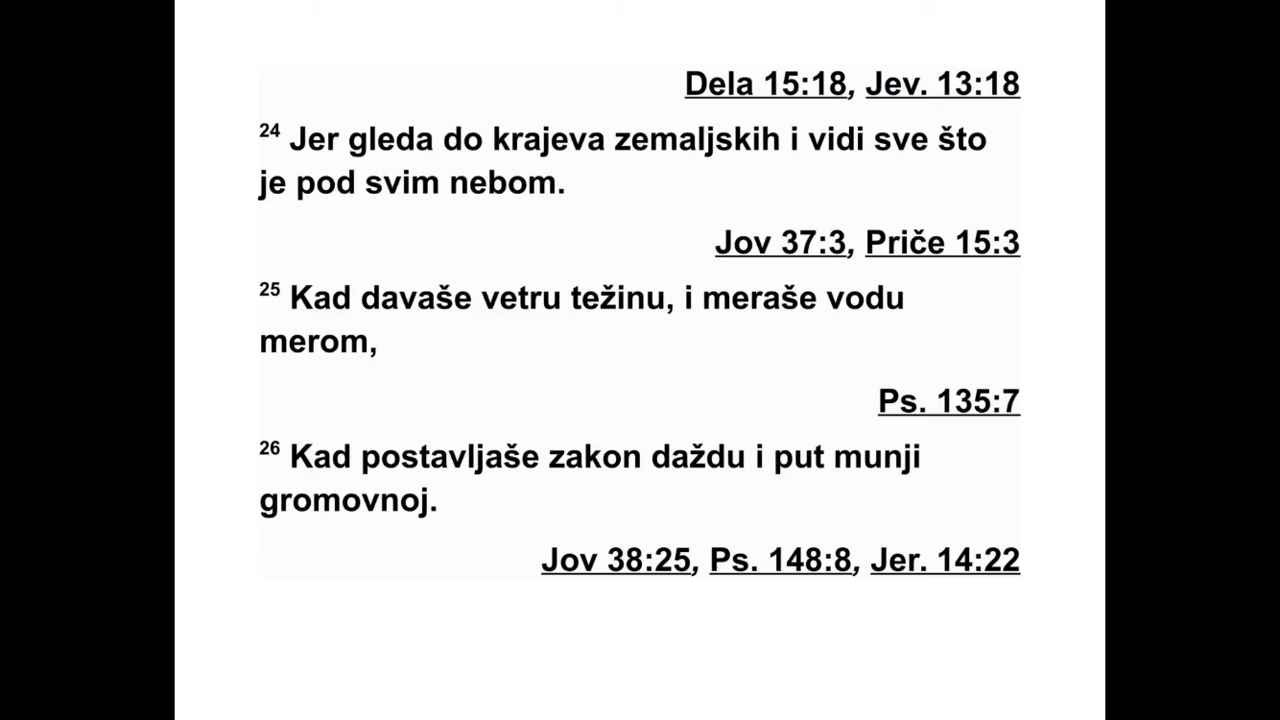 Dela 15:18, Jev. 13:18
24 Jer gleda do krajeva zemaljskih i vidi sve što
je pod svim nebom.
Jov 37:3, Priče 15:3
25 Kad davaše vetru težinu, i meraše vodu
merom,
Ps. 135:7
26 Kad postavljaše zakon daždu i put munji
gromovnoj.
Jov 38:25, Ps. 148:8, Jer. 14:22